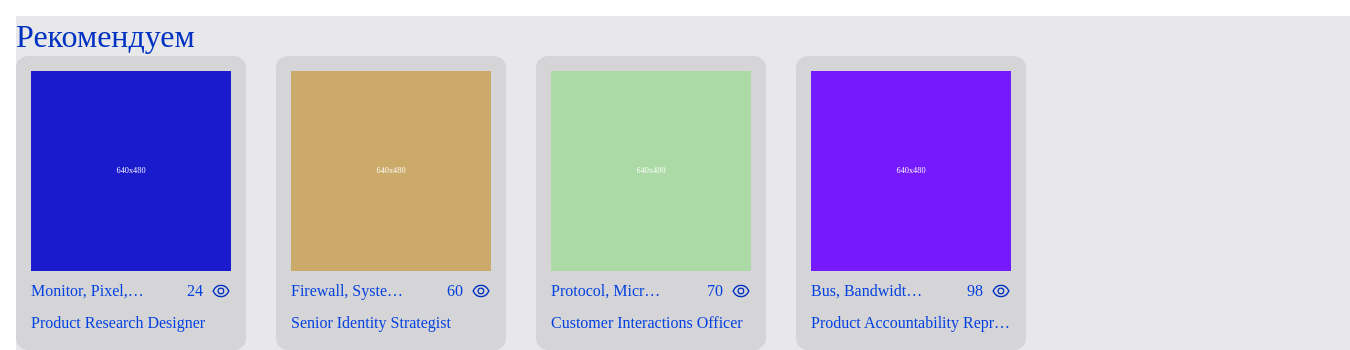 Рекомендуем
640x480
640x480
640x480
640x480
Monitor, Pixel,… 24
Firewall, Syste… 60
Protocol, Micr… 70
Bus, Bandwidt… 98
Product Research Designer
Senior Identity Strategist
Customer Interactions Officer
Product Accountability Repr…